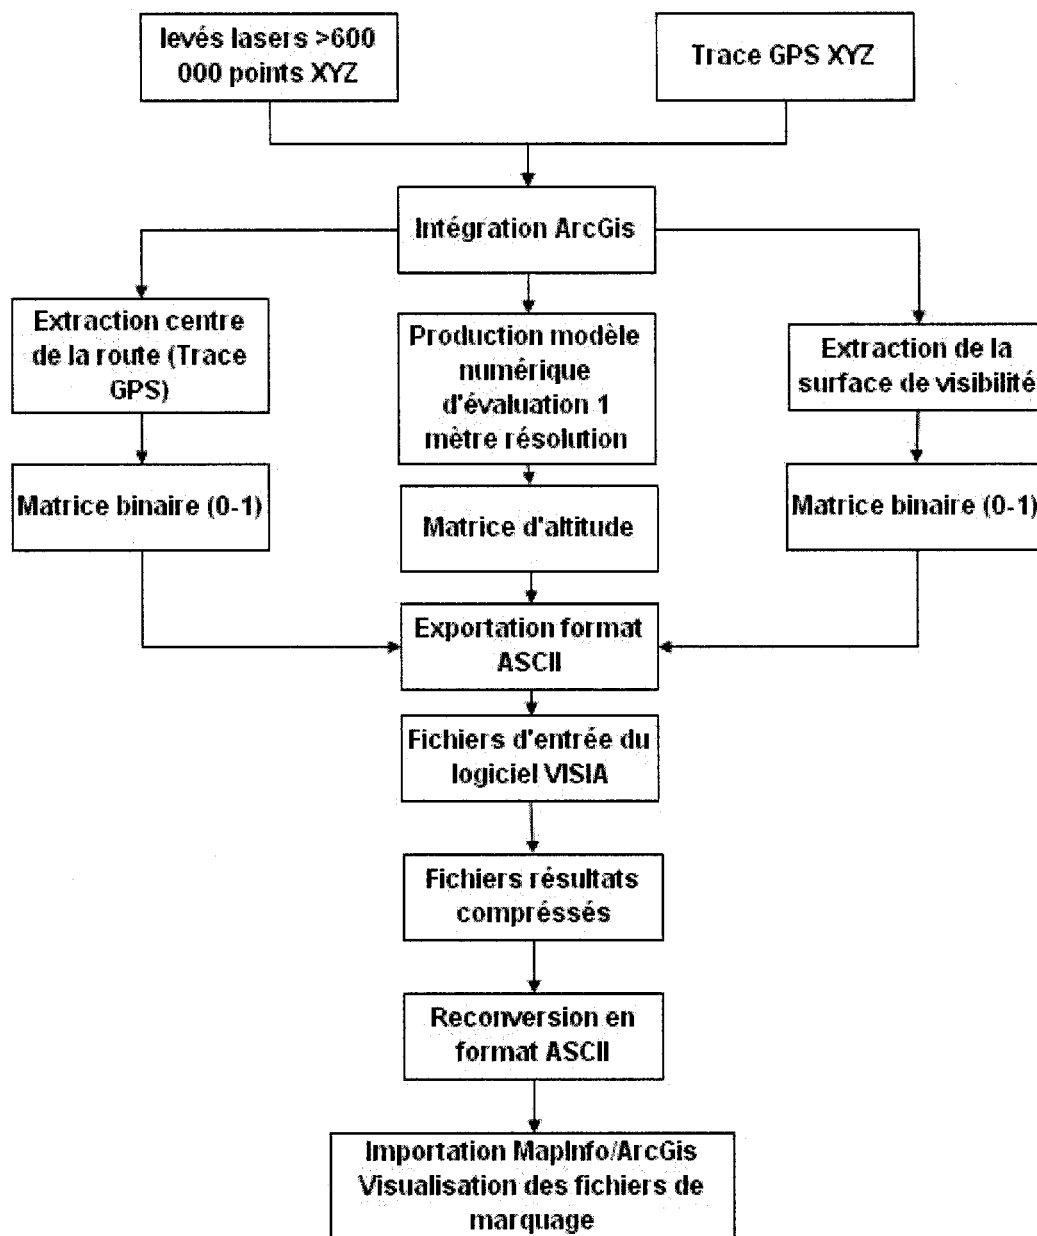 levés lasers >600
000 points XYZ
Trace GPS XYZ
Intégration ArcGis
Extraction centre
de la route (Trace
GPS)
Production modèle
numérique
d'évaluation 1
mètre résolution
Extraction de la
surface de visibilité
Matrice binaire (0-1)
Matrice d'altitude
Matrice binaire (0-1)
Exportation format
ASCII
Fichiers d'entrée du
logiciel VISIA
Fichiers résultats
compréssés
Reconversion en
format ASCII
Importation MapInfo/ArcGis
Visualisation des fichiers de
marquage